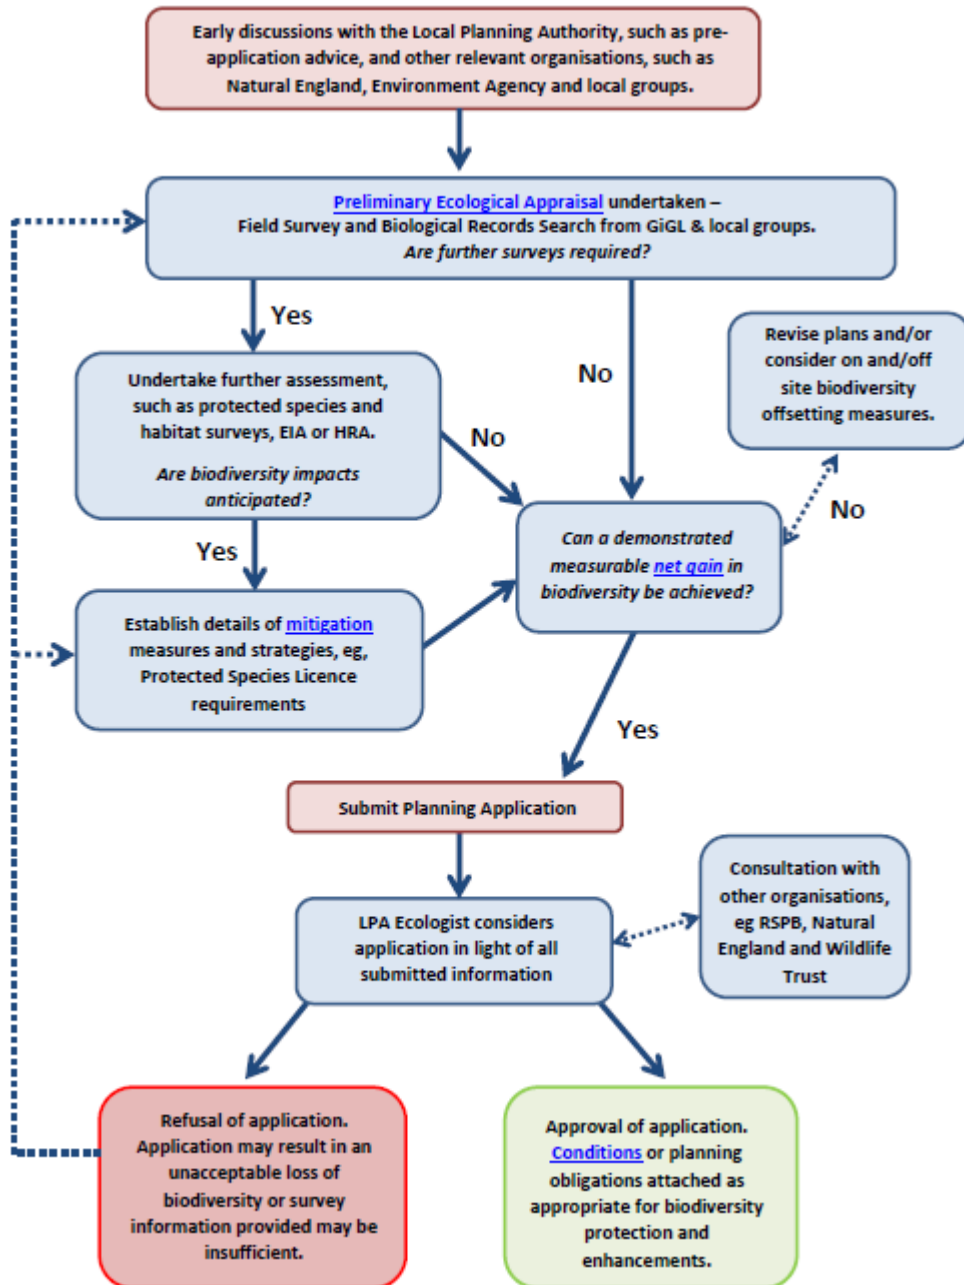 Early discussions with the Local Planning Authority, such as pre-
application advice, and other relevant organisations, such as
Natural England, Environment Agency and local groups.
Preliminary Ecological Appraisal undertaken –
Field Survey and Biological Records Search from GiGL & local groups.
Are further surveys required?
Yes
No
Revise plans and/or
consider on and/off
site biodiversity
offsetting measures.
Undertake further assessment,
such as protected species and
habitat surveys, EIA or HRA.
Are biodiversity impacts
anticipated?
No
No
Can a demonstrated
measurable net gain in
biodiversity be achieved?
Yes
Establish details of mitigation
measures and strategies, eg,
Protected Species Licence
requirements
Yes
Submit Planning Application
LPA Ecologist considers
application in light of all
submitted information
Consultation with
other organisations,
eg RSPB, Natural
England and Wildlife
Trust
Refusal of application.
Application may result in an
unacceptable loss of
biodiversity or survey
information provided may be
insufficient.
Approval of application.
Conditions or planning
obligations attached as
appropriate for biodiversity
protection and
enhancements.